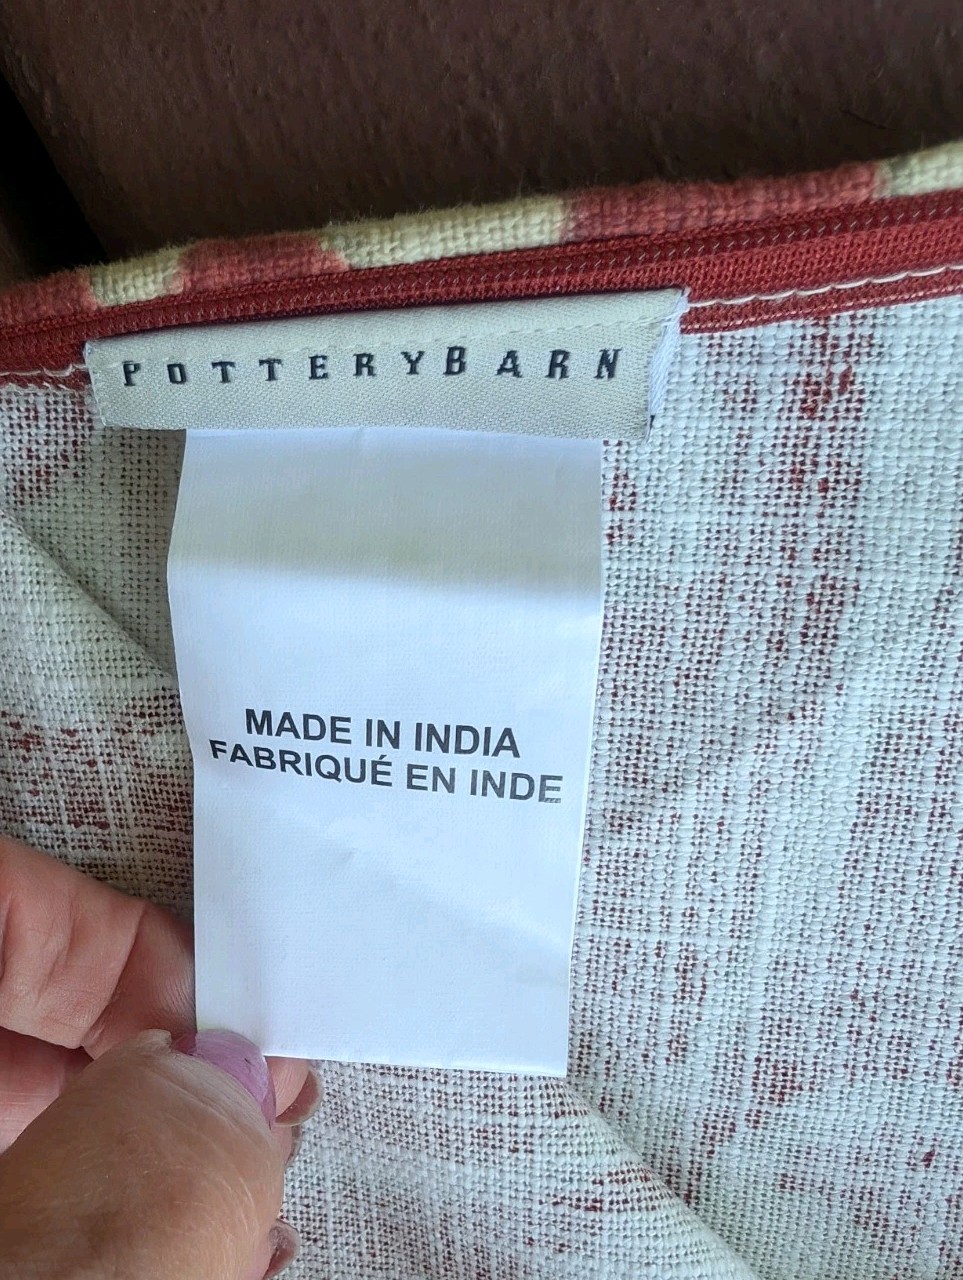 POTTERYBARN
MADE IN INDIA
FABRIQUÉ EN INDE